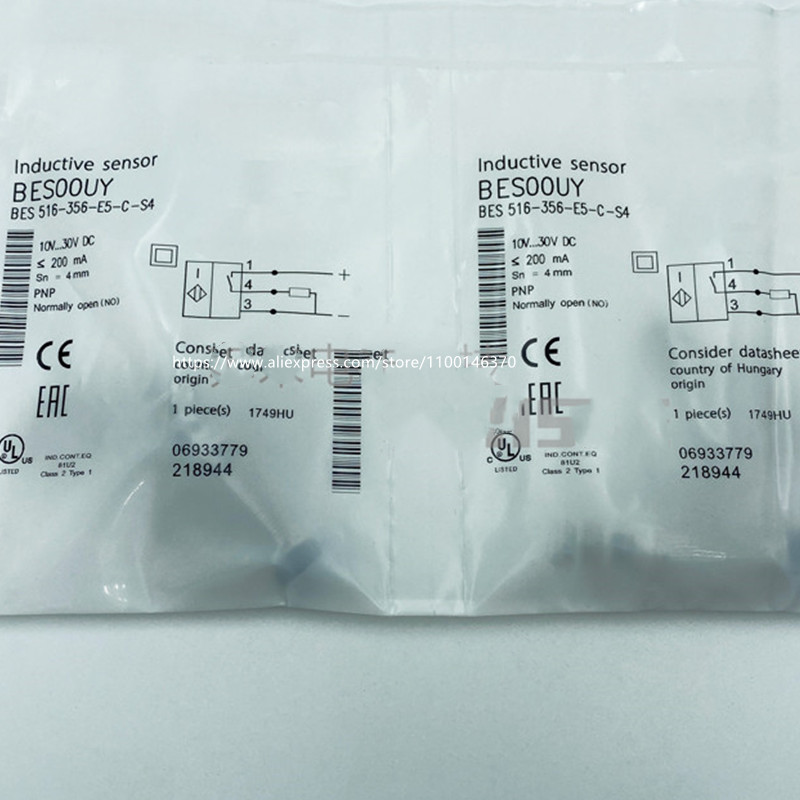 Inductive sensor
BES00UY
BES 516-356-E5-C-S4
10V...30V DC
≤ 200 mA
Sn = 4mm
PNP
Normally open (NO)
1
4
3
+
−
CE
EAC
origin
1 piece(s) 1749HU
06933779
218944
UL
US
LISTED
IND.CONT.EQ
81U2
Class 2 Type 1
https://www.aliexpress.com/store/1100146370
Inductive sensor
BES00UY
BES 516-356-E5-C-S4
10V...30V DC
≤ 200 mA
Sn = 4mm
PNP
Normally open (NO)
1
4
3
CE
EAC
Consider datashee
country of Hungary
origin
1 piece(s) 1749HU
06933779
218944
C UL US
LISTED
IND.CONT.EQ
81U2
Class 2 Type 1